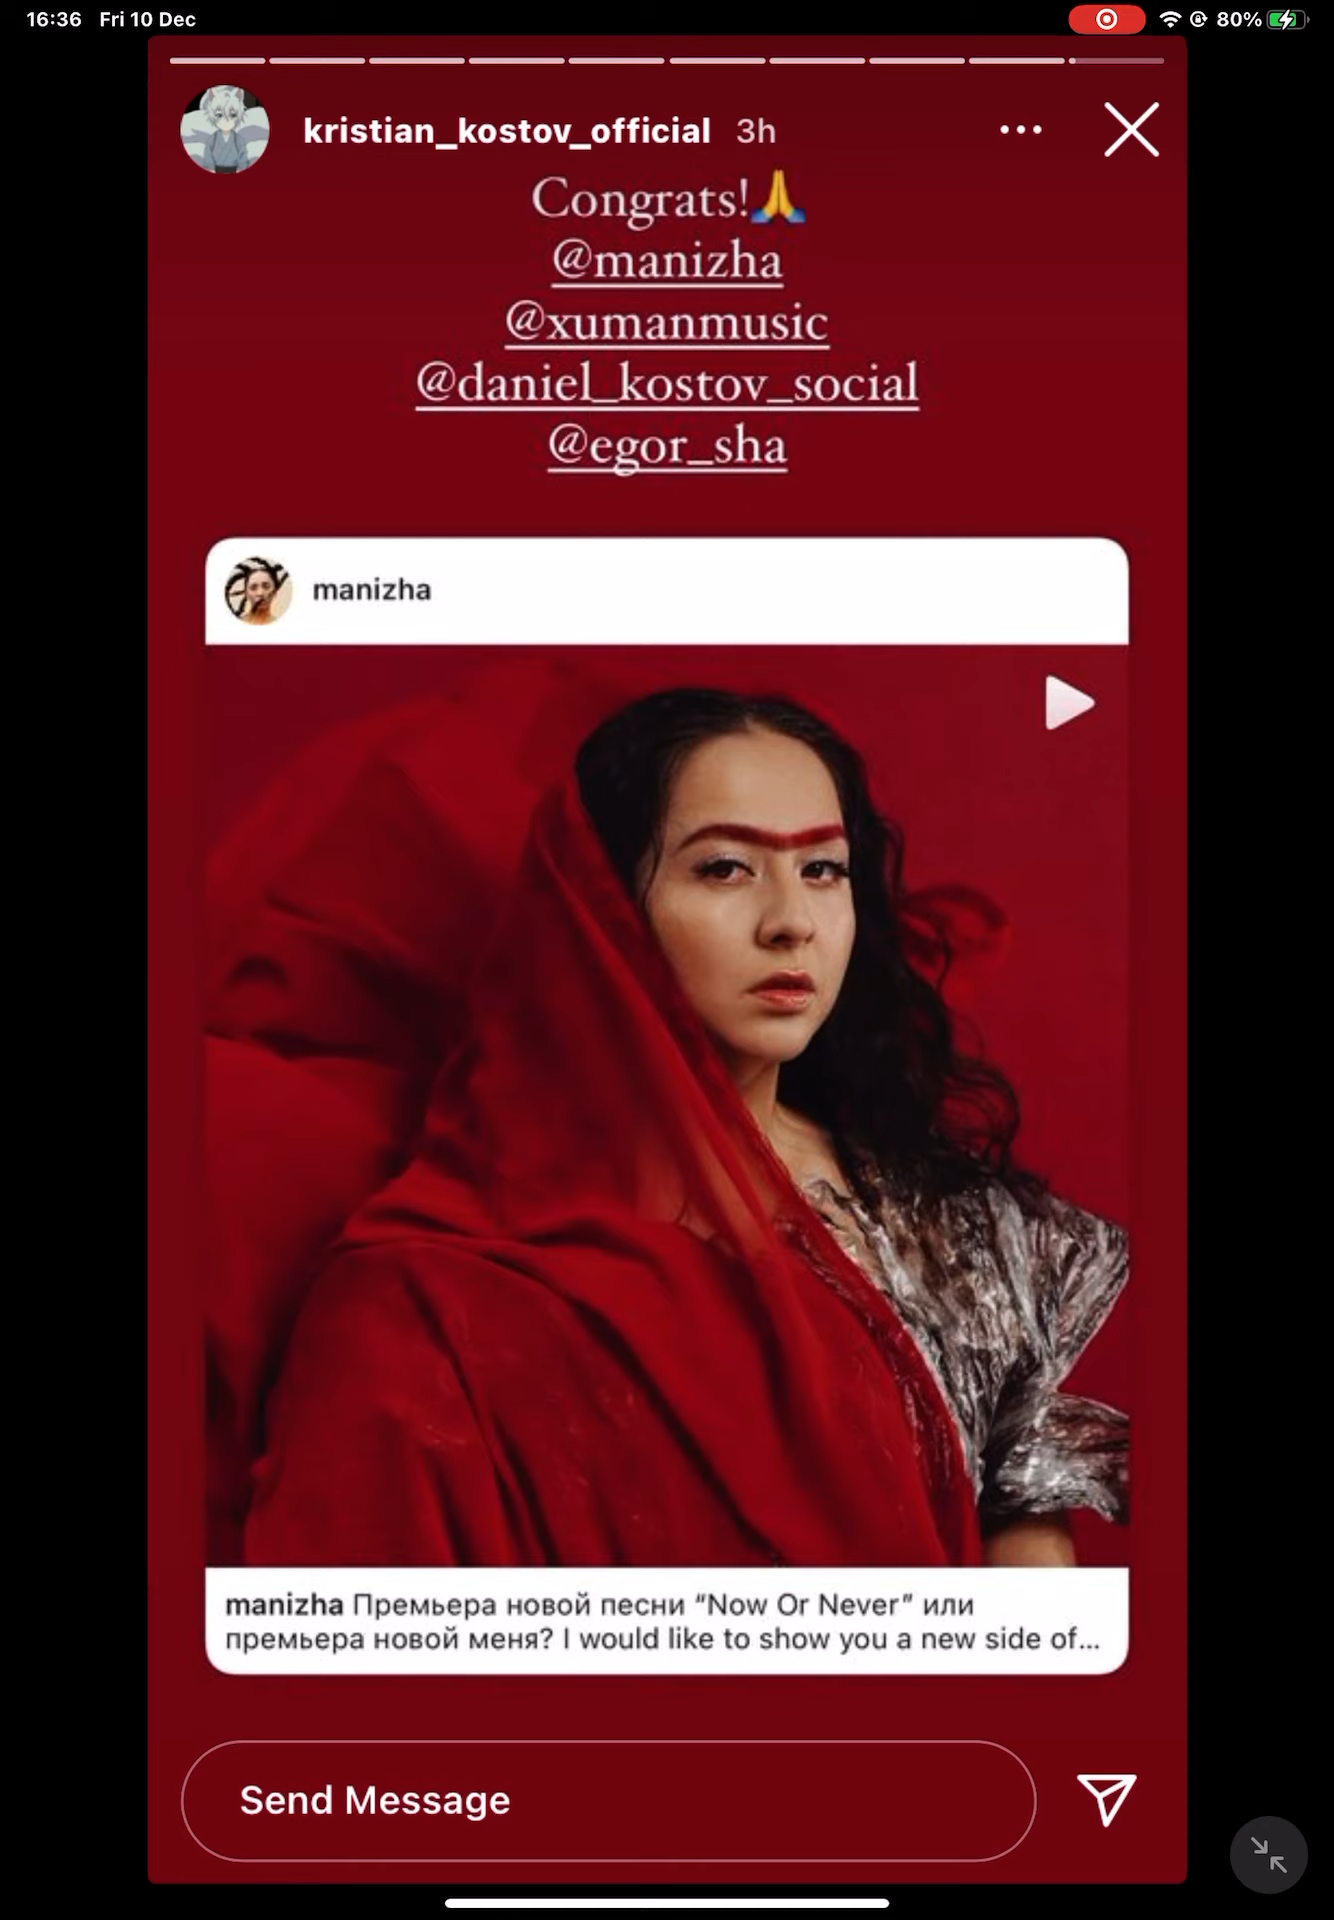 16:36 Fri 10 Dec
80%
kristian_kostov_official 3h
Congrats!🙏
@manizha
@xumanmusic
@daniel_kostov_social
@egor_sha
manizha
manizha Премьера новой песни “Now Or Never” или
премьера новой меня? I would like to show you a new side of...
Send Message